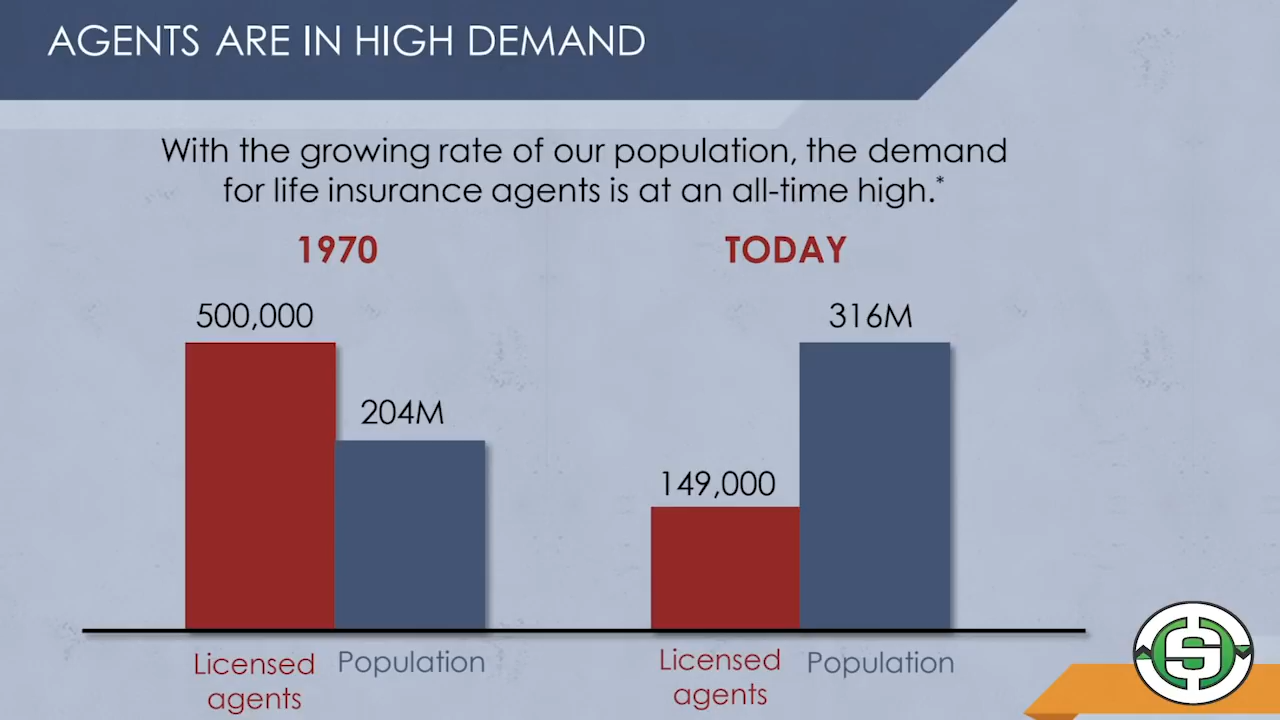 AGENTS ARE IN HIGH DEMAND
With the growing rate of our population, the demand
for life insurance agents is at an all-time high.*
1970
TODAY
500,000
204M
149,000
316M
Licensed
agents
Population
Licensed
agents
Population